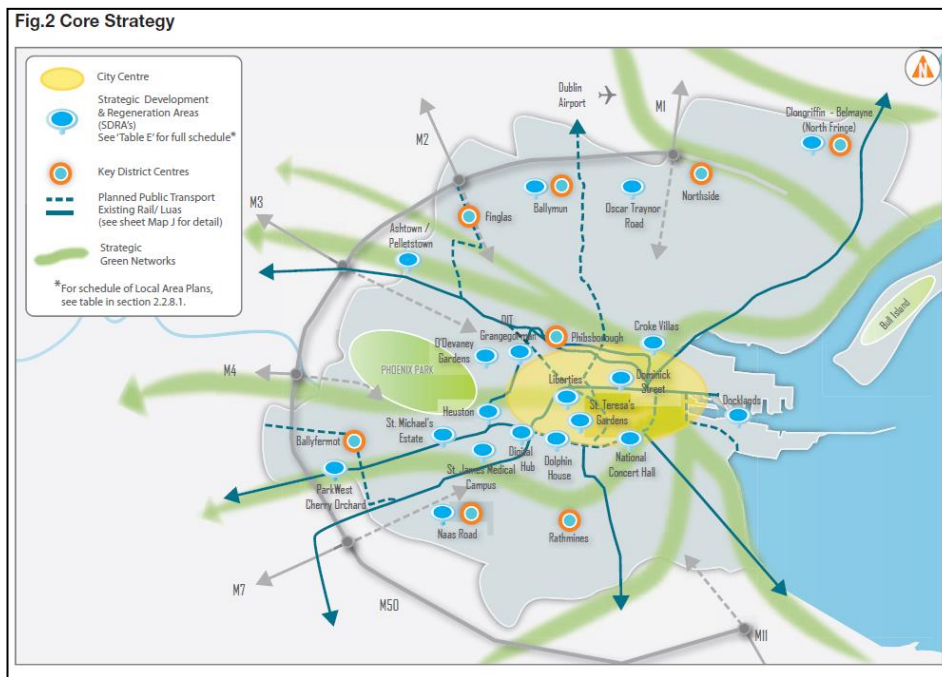 Fig.2 Core Strategy
City Centre
Strategic Development
& Regeneration Areas
(SDRA's)
See 'Table E' for full schedule*
Key District Centres
Planned Public Transport
Existing Rail/ Luas
(see sheet Map J for detail)
Strategic
Green Networks
*For schedule of Local Area Plans,
see table in section 2.2.8.1.
N
Dublin
Airport
M1
Clongriffin - Belmayne
(North Fringe)
M2
Ballymun
Oscar Traynor
Road
Northside
Finglas
M3
Ashtown /
Pelletstown
Bull Island
DIT
Grangegorman
Phibsborough
Croke Villas
O'Devaney
Gardens
PHOENIX PARK
M4
Liberties
Dominick
Street
Heuston
St. Teresa's
Gardens
Docklands
St. Michael's
Estate
Ballyfermot
Digital
Hub
Dolphin
House
National
Concert Hall
St. James Medical
Campus
ParkWest
Cherry Orchard
Naas Road
Rathmines
M7
M50
M11